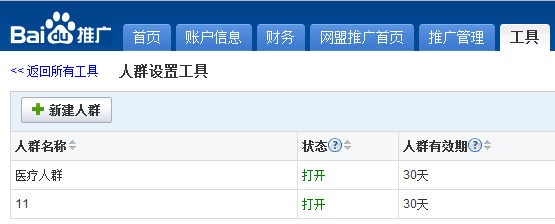 Bai du 推广 首页 账户信息 财务 网盟推广首页 推广管理 工具
<< 返回所有工具 人群设置工具
新建人群
人群名称 状态 ? 人群有效期 ?
医疗人群 打开 30天
11 打开 30天